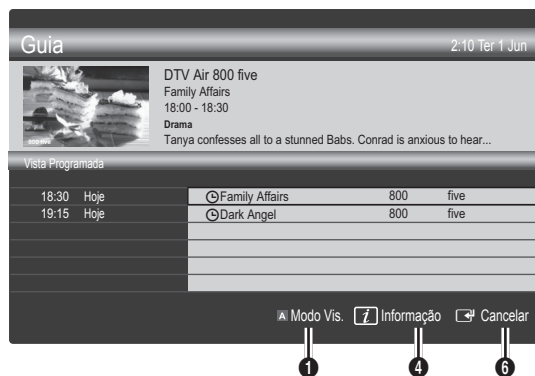 Guia 2:10 Ter 1 Jun
DTV Air 800 five
Family Affairs
18:00 - 18:30
Drama
Tanya confesses all to a stunned Babs. Conrad is anxious to hear...
800 five
Vista Programada
18:30 Hoje Family Affairs 800 five
19:15 Hoje Dark Angel 800 five
A Modo Vis. i Informação Cancelar
1 4 6